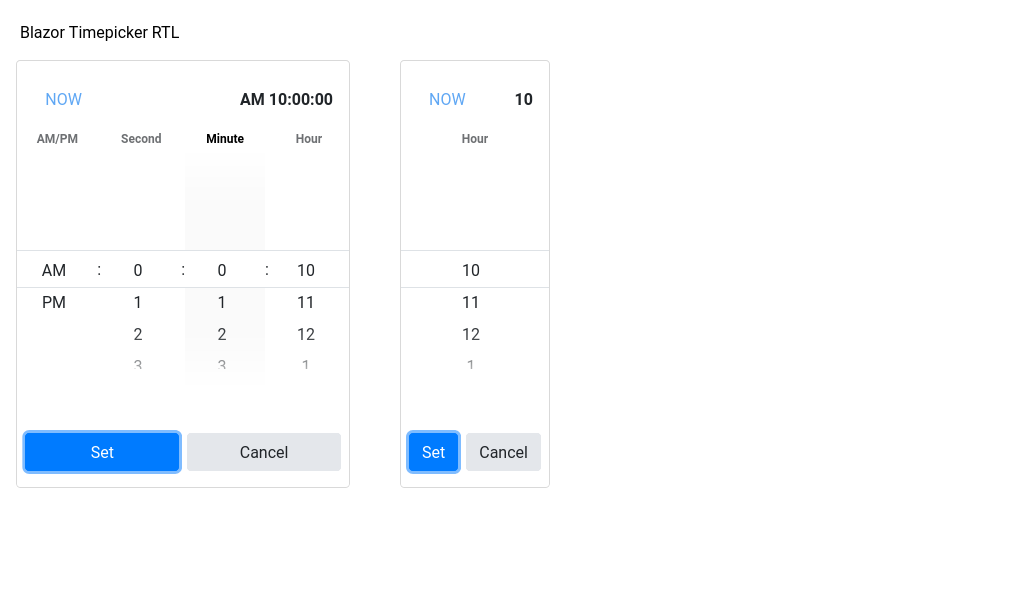 Blazor Timepicker RTL
NOW AM 10:00:00
AM/PM Second Minute Hour
AM : 0 : 0 : 10
PM 1 1 11
2 2 12
3 3 1
Set Cancel
NOW 10
Hour
10
11
12
1
Set Cancel